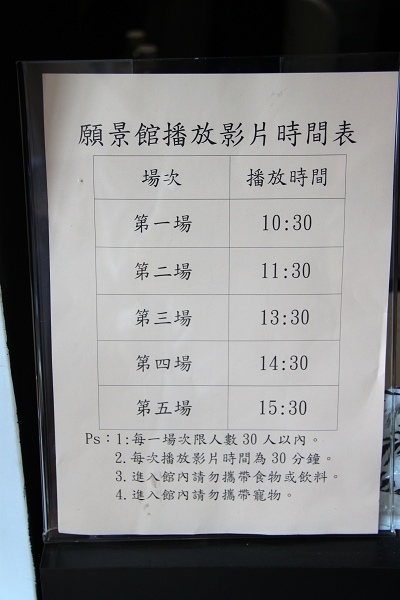 願景館播放影片時間表
場次 播放時間
第一場 10:30
第二場 11:30
第三場 13:30
第四場 14:30
第五場 15:30
Ps：1:每一場次限人數30人以內。
2.每次播放影片時間為30分鐘。
3.進入館內請勿攜帶食物或飲料。
4.進入館內請勿攜帶寵物。